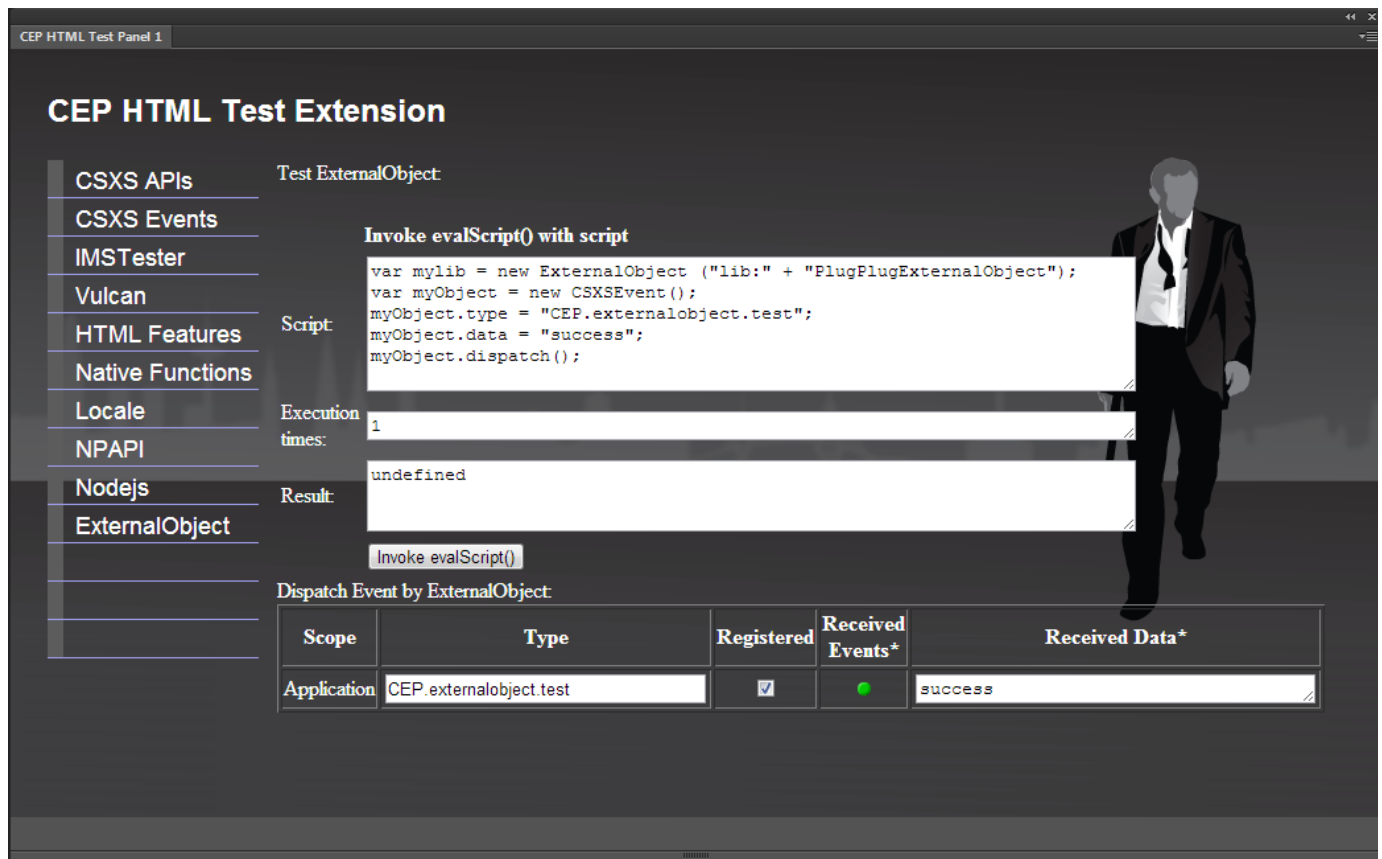 CEP HTML Test Panel 1
CEP HTML Test Extension
CSXS APIs
CSXS Events
IMSTester
Vulcan
HTML Features
Native Functions
Locale
NPAPI
Nodejs
ExternalObject
Test ExternalObject:
Invoke evalScript() with script
Script:
var mylib = new ExternalObject ("lib:" + "PlugPlugExternalObject");
var myObject = new CSXSEvent();
myObject.type = "CEP.externalobject.test";
myObject.data = "success";
myObject.dispatch();
Execution
times:
1
Result:
undefined
Invoke evalScript()
Dispatch Event by ExternalObject:
Scope Type Registered Received Events* Received Data*
Application CEP.externalobject.test success